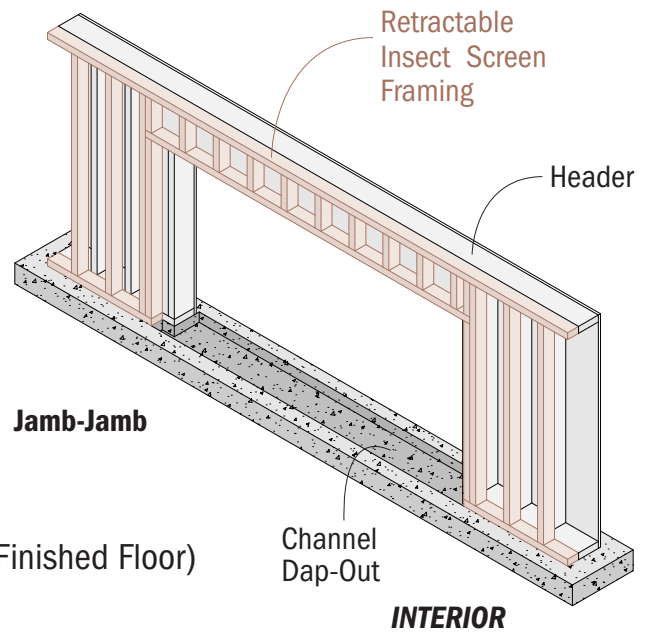 Retractable
Insect Screen
Framing
Header
Jamb-Jamb
Finished Floor)
Channel
Dap-Out
INTERIOR